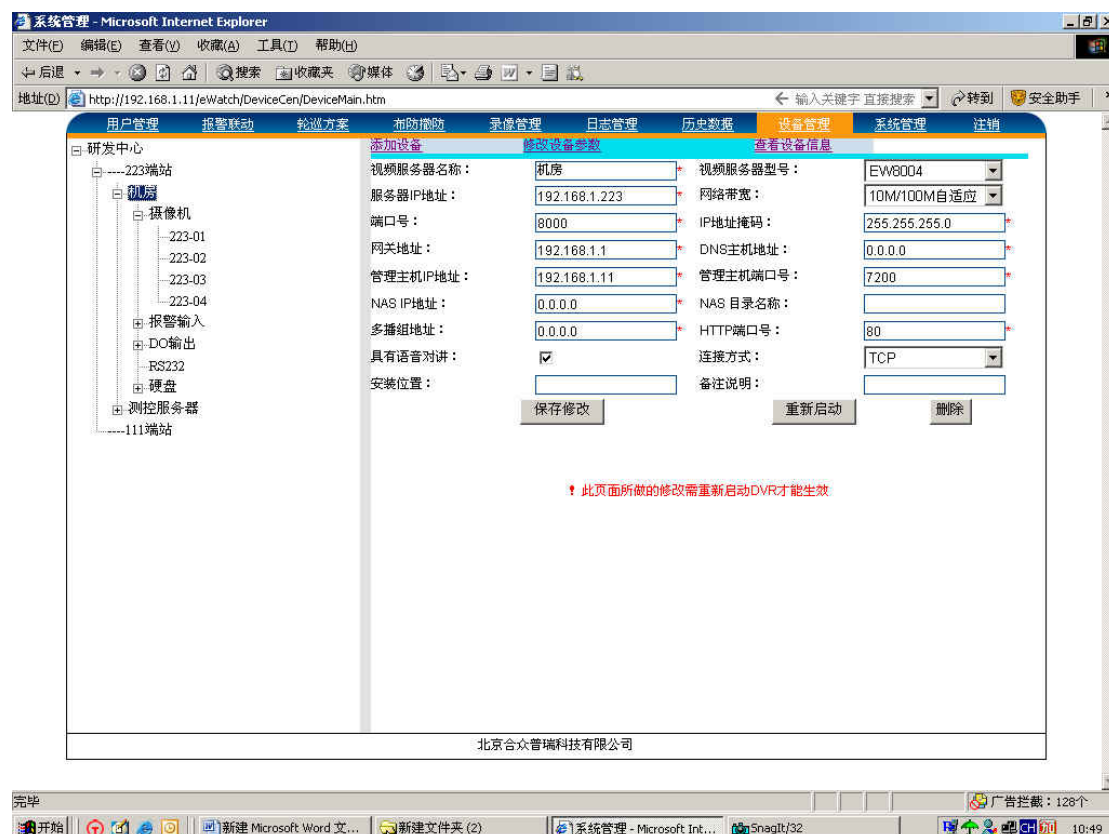 系统管理 - Microsoft Internet Explorer
文件(F) 编辑(E) 查看(V) 收藏(A) 工具(T) 帮助(H)
后退 搜索 收藏夹 媒体
地址(D) http://192.168.1.11/eWatch/DeviceCen/DeviceMain.htm 输入关键字 直接搜索 转到 安全助手
用户管理 报警联动 轮巡方案 布防撤防 录像管理 日志管理 历史数据 设备管理 系统管理 注销
添加设备 修改设备参数 查看设备信息
研发中心
----223端站
机房
摄像机
223-01
223-02
223-03
223-04
报警输入
DO输出
RS232
硬盘
测控服务器
----111端站
视频服务器名称： 机房 * 视频服务器型号： EW8004
服务器IP地址： 192.168.1.223 * 网络带宽： 10M/100M自适应
端口号： 8000 * IP地址掩码： 255.255.255.0 *
网关地址： 192.168.1.1 * DNS主机地址： 0.0.0.0 *
管理主机IP地址： 192.168.1.11 * 管理主机端口号： 7200 *
NAS IP地址： 0.0.0.0 * NAS 目录名称：
多播组地址： 0.0.0.0 * HTTP端口号： 80 *
具有语音对讲： 连接方式： TCP
安装位置： 备注说明：
保存修改 重新启动 删除
！此页面所做的修改需重新启动DVR才能生效
北京合众普瑞科技有限公司
完毕 广告拦截：128个
开始 新建 Microsoft Word 文... 新建文件夹 (2) 系统管理 - Microsoft Int... SnagIt/32 CH 10:49